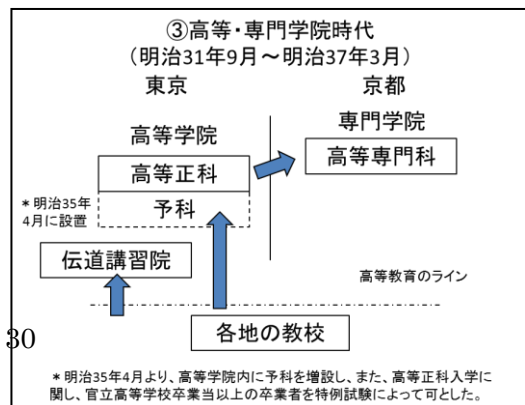 ③高等・専門学院時代
（明治31年9月～明治37年3月）
東京
京都
高等学院
専門学院
高等正科
高等専門科
＊明治35年
4月に設置
予科
伝道講習院
高等教育のライン
各地の教校
30
＊明治35年4月より、高等学院内に予科を増設し、また、高等正科入学に
関し、官立高等学校卒業当以上の卒業者を特例試験によって可とした。